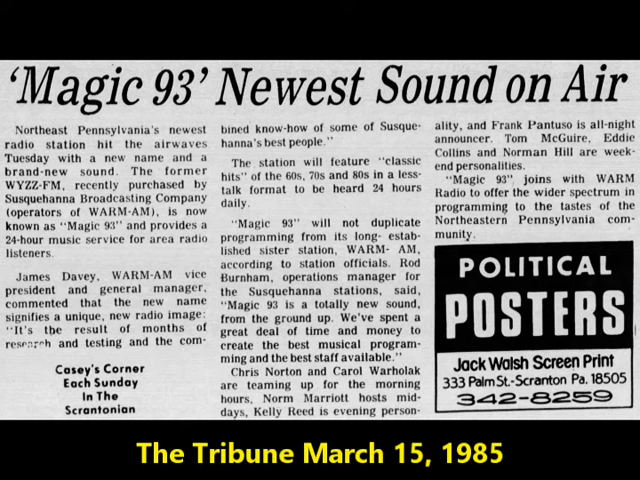 'Magic 93' Newest Sound on Air
Northeast Pennsylvania's newest
radio station hit the airwaves
Tuesday with a new name and a
brand-new sound. The former
WYZZ-FM, recently purchased by
Susquehanna Broadcasting Company
(operators of WARM-AM), is now
known as "Magic 93" and provides a
24-hour music service for area radio
listeners.
James Davey, WARM-AM vice
president and general manager,
commented that the new name
signifies a unique, new radio image:
"It's the result of months of
research and testing and the com-
Casey's Corner
Each Sunday
In The
Scrantonian
bined know-how of some of Susque-
hanna's best people."
The station will feature "classic
hits" of the 60s, 70s and 80s in a less-
talk format to be heard 24 hours
daily.
"Magic 93" will not duplicate
programming from its long- estab-
lished sister station, WARM- AM,
according to station officials. Rod
Burnham, operations manager for
the Susquehanna stations, said,
"Magic 93 is a totally new sound,
from the ground up. We've spent a
great deal of time and money to
create the best musical program-
ming and the best staff available."
Chris Norton and Carol Warholak
are teaming up for the morning
hours, Norm Marriott hosts mid-
days, Kelly Reed is evening person-
ality, and Frank Pantuso is all-night
announcer. Tom McGuire, Eddie
Collins and Norman Hill are week-
end personalities.
"Magic 93" joins with WARM
Radio to offer the wider spectrum in
programming to the tastes of the
Northeastern Pennsylvania com-
munity.
POLITICAL
POSTERS
Jack Walsh Screen Print
333 Palm St.-Scranton Pa. 18505
342-8259
The Tribune March 15, 1985